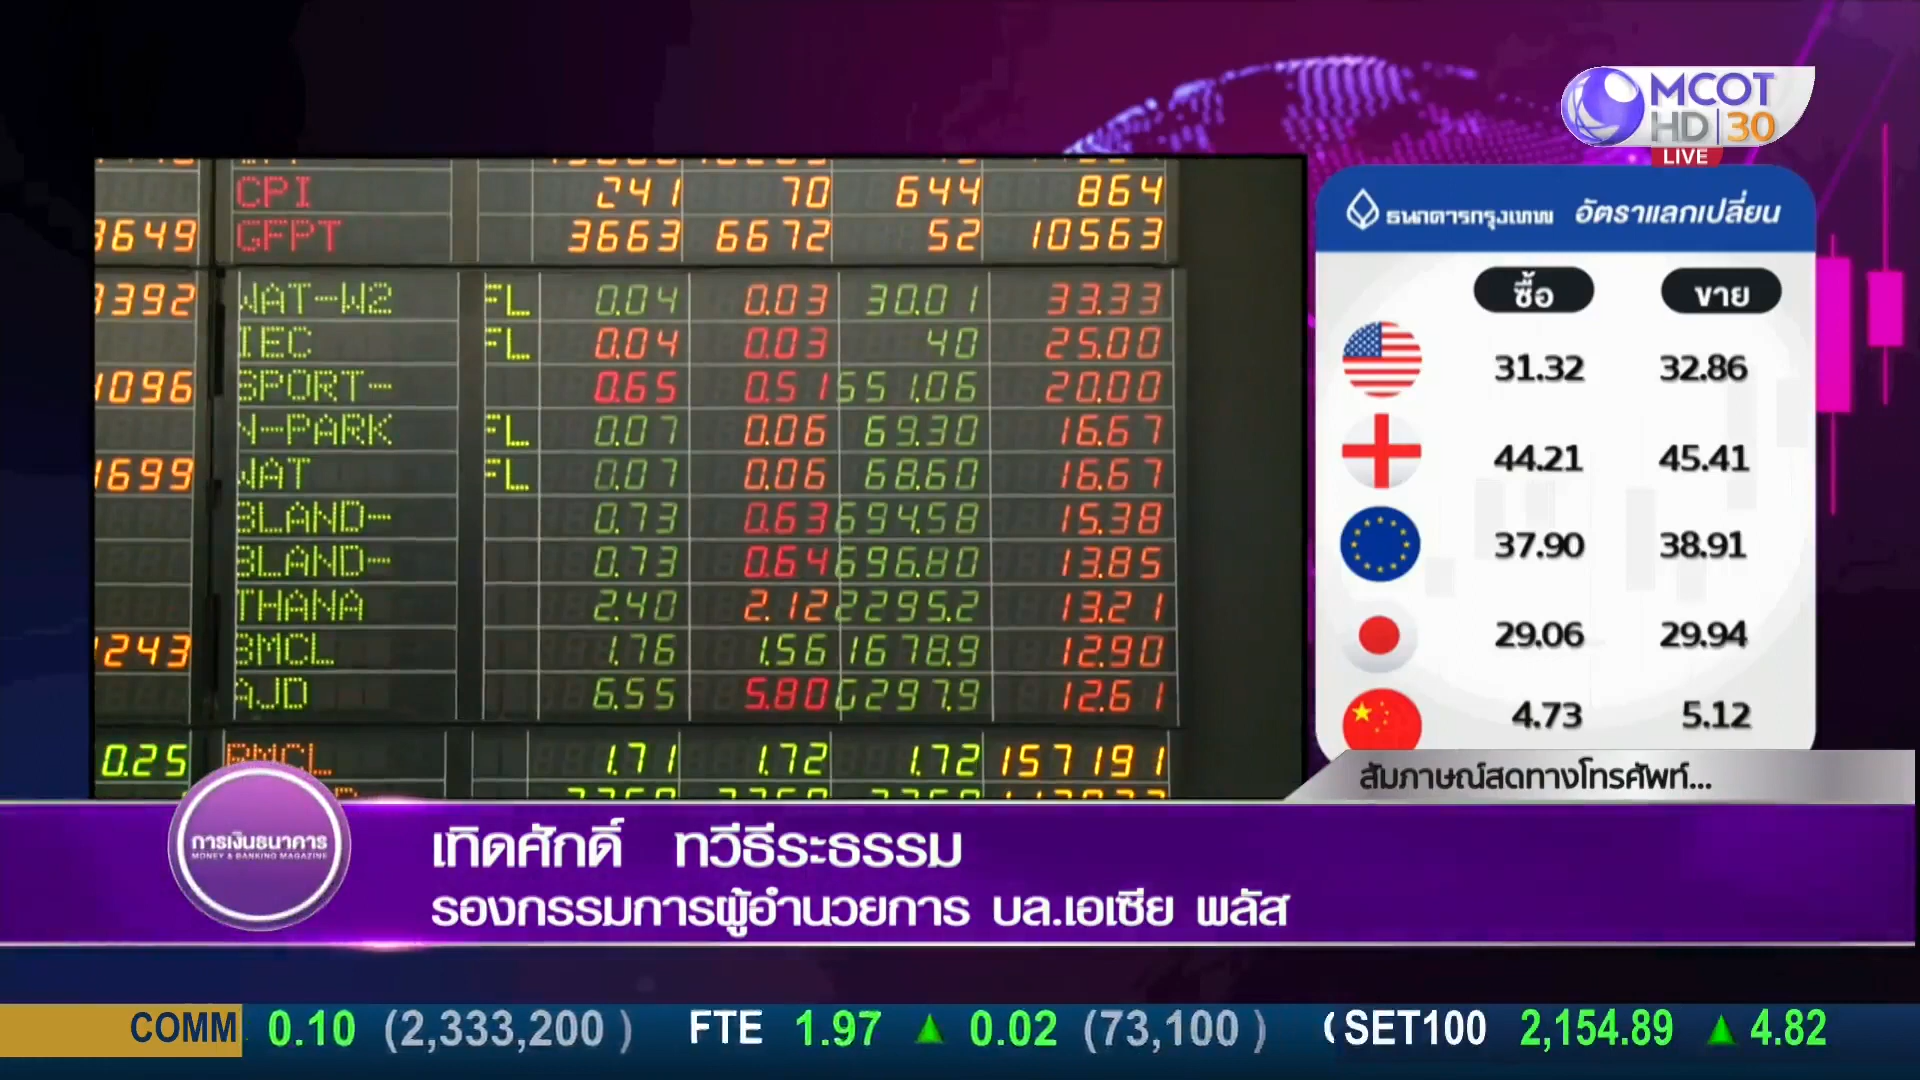 MCOT
HD 30
LIVE
CPI 241 70 644 864
3649 GFPT 3663 6672 52 10563
3392 WAT-W2 FL 0.04 0.03 30.01 33.33
IEC FL 0.04 0.03 40 25.00
1096 SPORT- 0.65 0.51 651.06 20.00
N-PARK FL 0.07 0.06 69.30 16.67
1699 WAT FL 0.07 0.06 68.60 16.67
BLAND- 0.73 0.63 694.58 15.38
BLAND- 0.73 0.64 696.80 13.85
THANA 2.40 2.12 2295.2 13.21
1243 BMCL 1.76 1.56 1678.9 12.90
AJD 6.55 5.80 6297.9 12.61
0.25 BMCL 1.71 1.72 1.72 157191
ธนาคารกรุงเทพ อัตราแลกเปลี่ยน
ซื้อ ขาย
31.32 32.86
44.21 45.41
37.90 38.91
29.06 29.94
4.73 5.12
สัมภาษณ์สดทางโทรศัพท์...
การเงินธนาคาร
MONEY & BANKING MAGAZINE
เทิดศักดิ์ ทวีธีระธรรม
รองกรรมการผู้อำนวยการ บล.เอเซีย พลัส
COMM 0.10 (2,333,200 ) FTE 1.97 ▲ 0.02 (73,100 ) SET100 2,154.89 ▲ 4.82